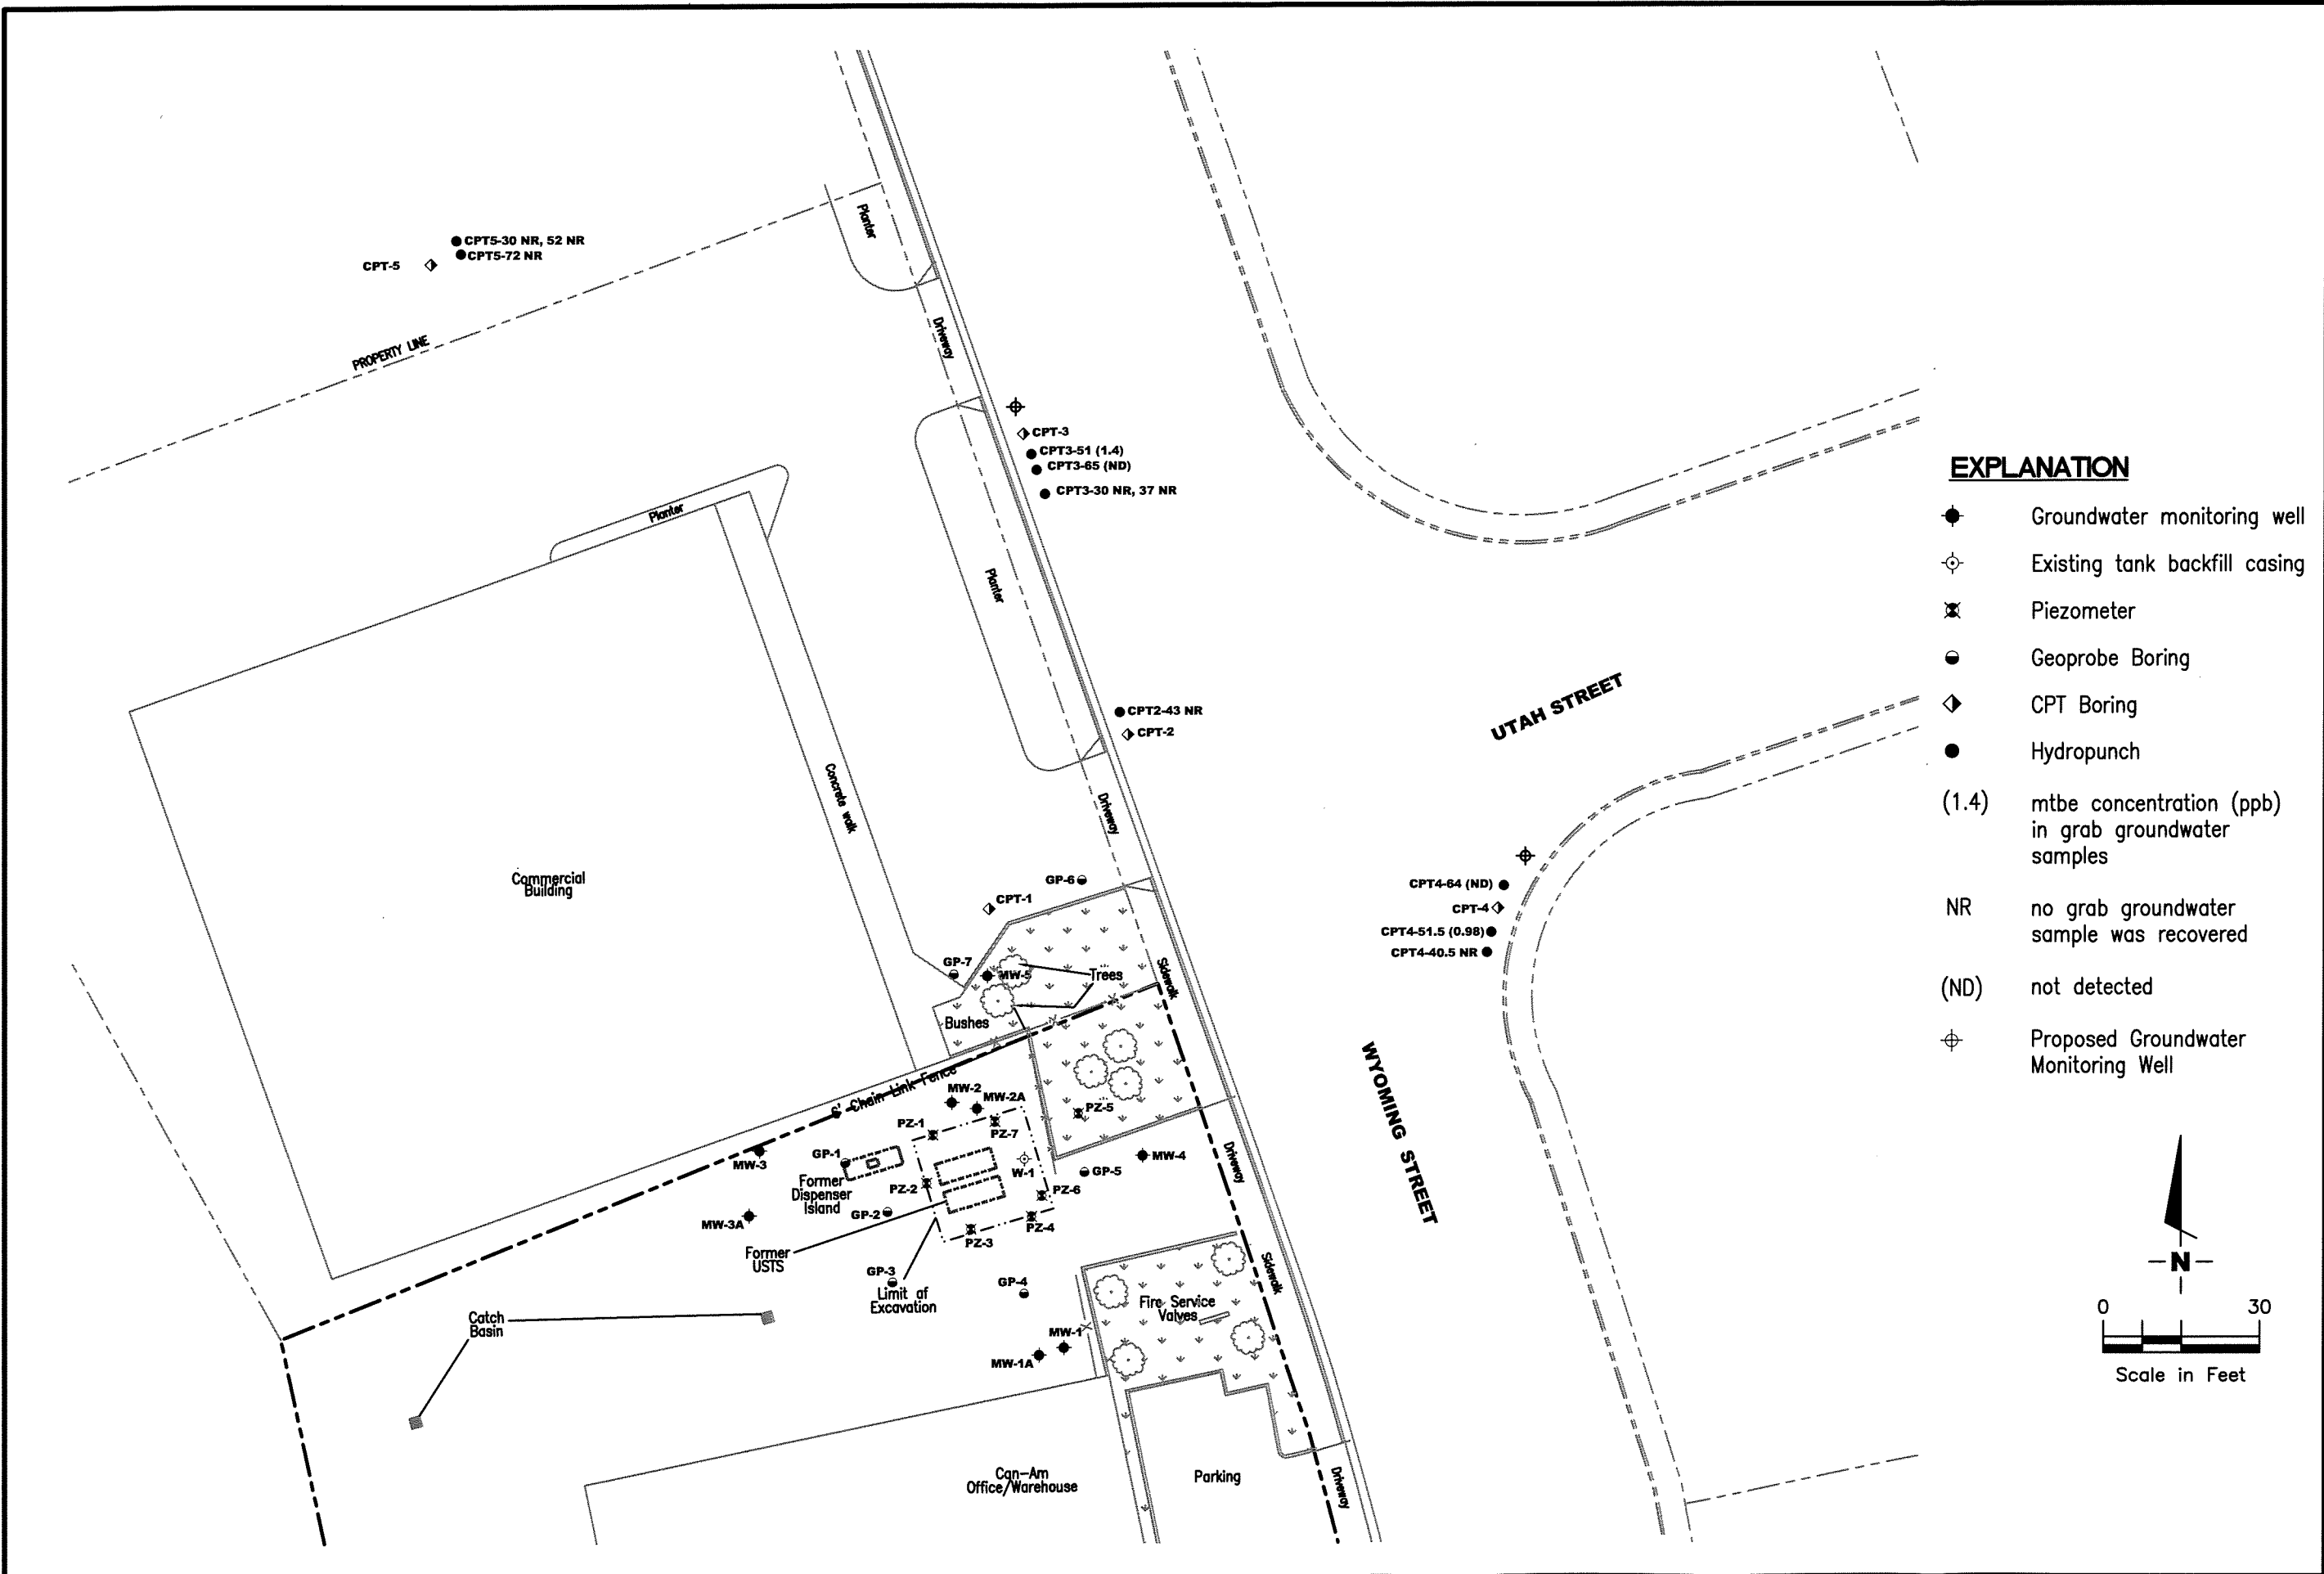 CPT5-30 NR, 52 NR
CPT5-72 NR
CPT-5
PROPERTY LINE
Planter
Driveway
CPT-3
CPT3-51 (1.4)
CPT3-65 (ND)
CPT3-30 NR, 37 NR
Planter
Planter
CPT2-43 NR
CPT-2
UTAH STREET
Concrete walk
Driveway
Commercial
Building
GP-6
CPT-1
CPT4-64 (ND)
CPT-4
CPT4-51.5 (0.98)
CPT4-40.5 NR
GP-7
MW-5
Trees
Sidewalk
Bushes
WYOMING STREET
6' Chain Link Fence
MW-2
MW-2A
PZ-5
PZ-1
PZ-7
MW-3
GP-1
W-1
GP-5
MW-4
Driveway
Former
Dispenser
Island
PZ-2
PZ-6
MW-3A
GP-2
PZ-4
PZ-3
Former
USTS
GP-3
Limit of
Excavation
GP-4
Sidewalk
Fire Service
Valves
Catch
Basin
MW-1
MW-1A
Can-Am
Office/Warehouse
Parking
Driveway
EXPLANATION
Groundwater monitoring well
Existing tank backfill casing
Piezometer
Geoprobe Boring
CPT Boring
Hydropunch
(1.4) mtbe concentration (ppb)
in grab groundwater
samples
NR no grab groundwater
sample was recovered
(ND) not detected
Proposed Groundwater
Monitoring Well
N
0 30
Scale in Feet